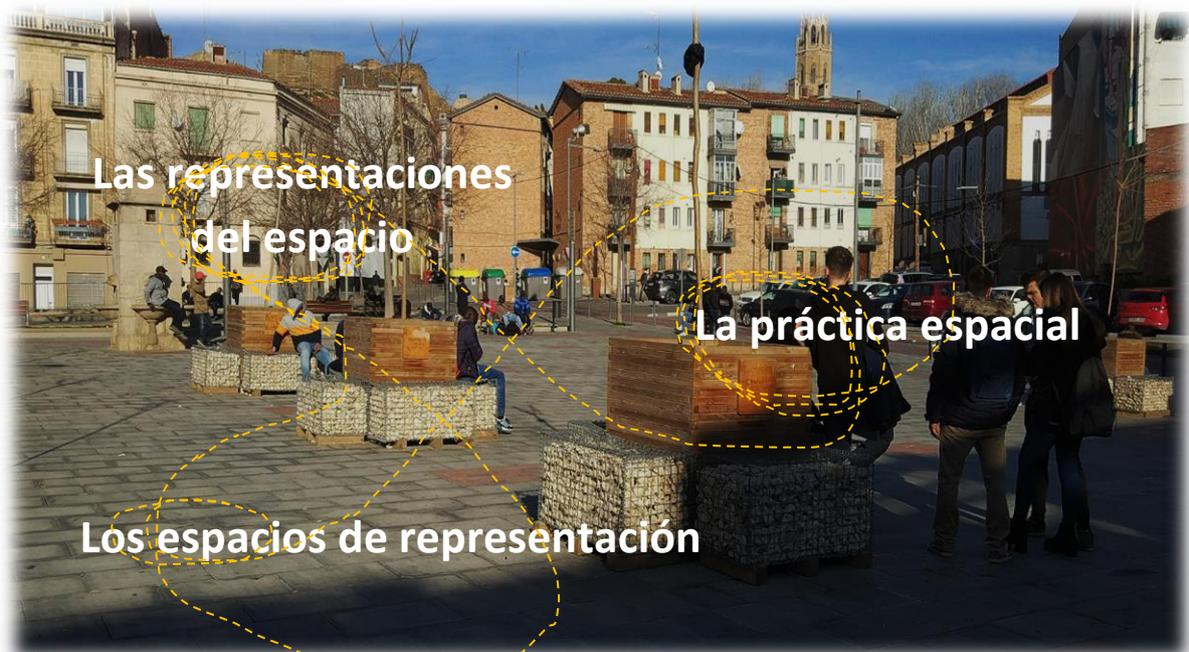 Las representaciones
del espacio
La práctica espacial
Los espacios de representación